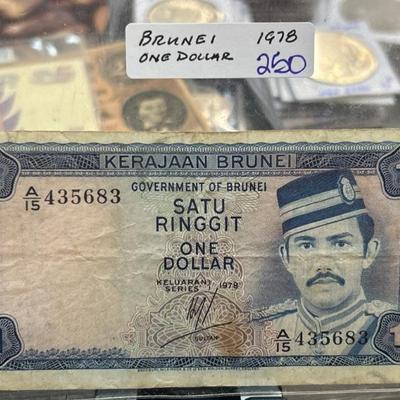 BRUNEI 1978
ONE DOLLAR 250
KERAJAAN BRUNEI
GOVERNMENT OF BRUNEI
A/15 435683
SATU
RINGGIT
ONE
DOLLAR
KELUARAN
SERIES 1978
SULTAN
A/15 435683